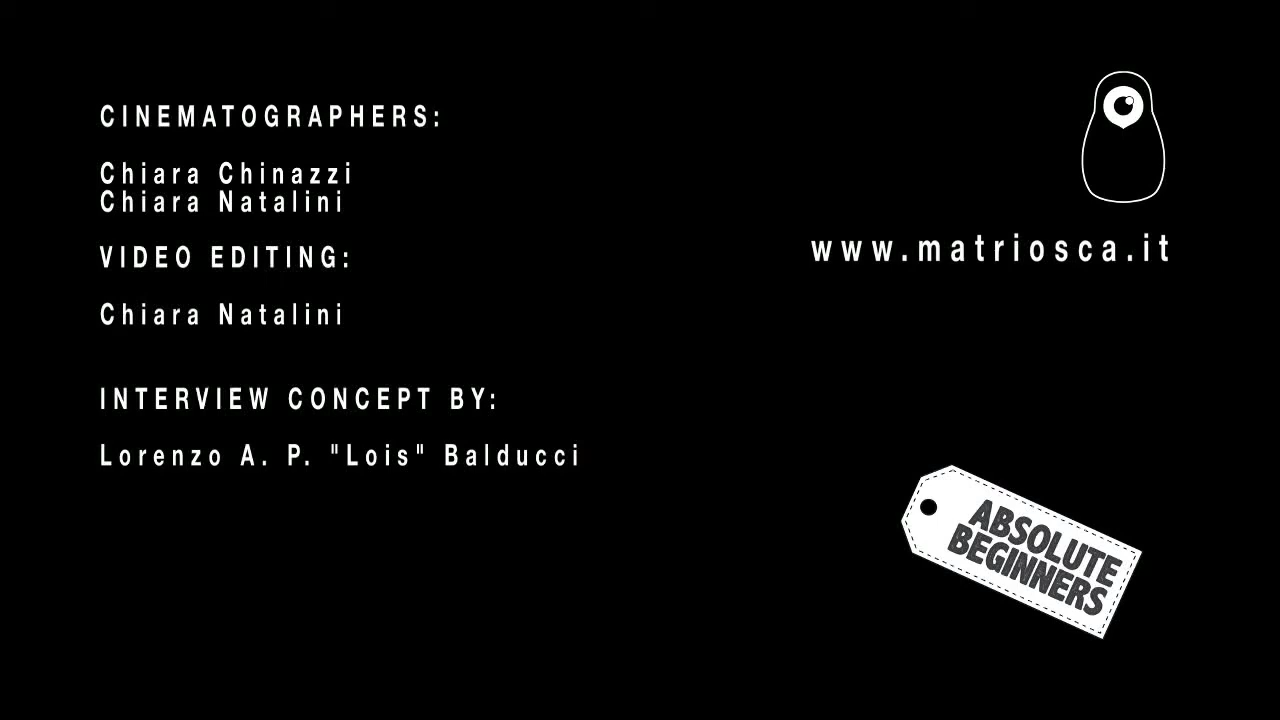 CINEMATOGRAPHERS:
Chiara Chinazzi
Chiara Natalini
VIDEO EDITING:
Chiara Natalini
INTERVIEW CONCEPT BY:
Lorenzo A. P. "Lois" Balducci
www.matriosca.it
ABSOLUTE
BEGINNERS